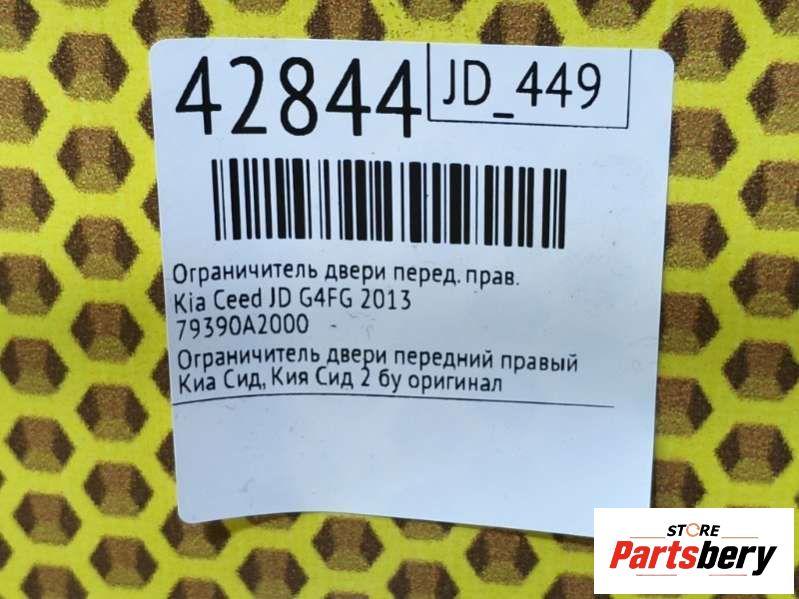 42844
JD_449
Ограничитель двери перед. прав.
Kia Ceed JD G4FG 2013
79390A2000
Ограничитель двери передний правый
Киа Сид, Кия Сид 2 бу оригинал
STORE
Partsbery